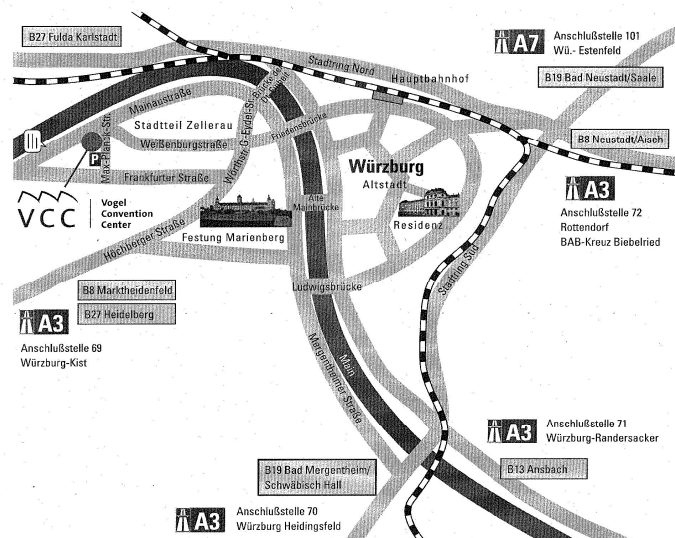 B27 Fulda Karlstadt
A7
Anschlußstelle 101
Wü.- Estenfeld
Stadtring Nord
Hauptbahnhof
B19 Bad Neustadt/Saale
Mainaustraße
Stadtteil Zellerau
Weißenburgstraße
Max-Planck-Str.
P
Frankfurter Straße
Brücke der
Dt. Einheit
Friedensbrücke
B8 Neustadt/Aisch
Würzburg
Altstadt
A3
Anschlußstelle 72
Rottendorf
BAB-Kreuz Biebelried
VCC
Vogel
Convention
Center
Alte
Mainbrücke
Residenz
Festung Marienberg
Höchberger Straße
Stadtring Süd
Ludwigsbrücke
B8 Marktheidenfeld
B27 Heidelberg
A3
Anschlußstelle 69
Würzburg-Kist
Main
Mergentheimer Straße
A3
Anschlußstelle 71
Würzburg-Randersacker
B19 Bad Mergentheim/
Schwäbisch Hall
B13 Ansbach
A3
Anschlußstelle 70
Würzburg Heidingsfeld